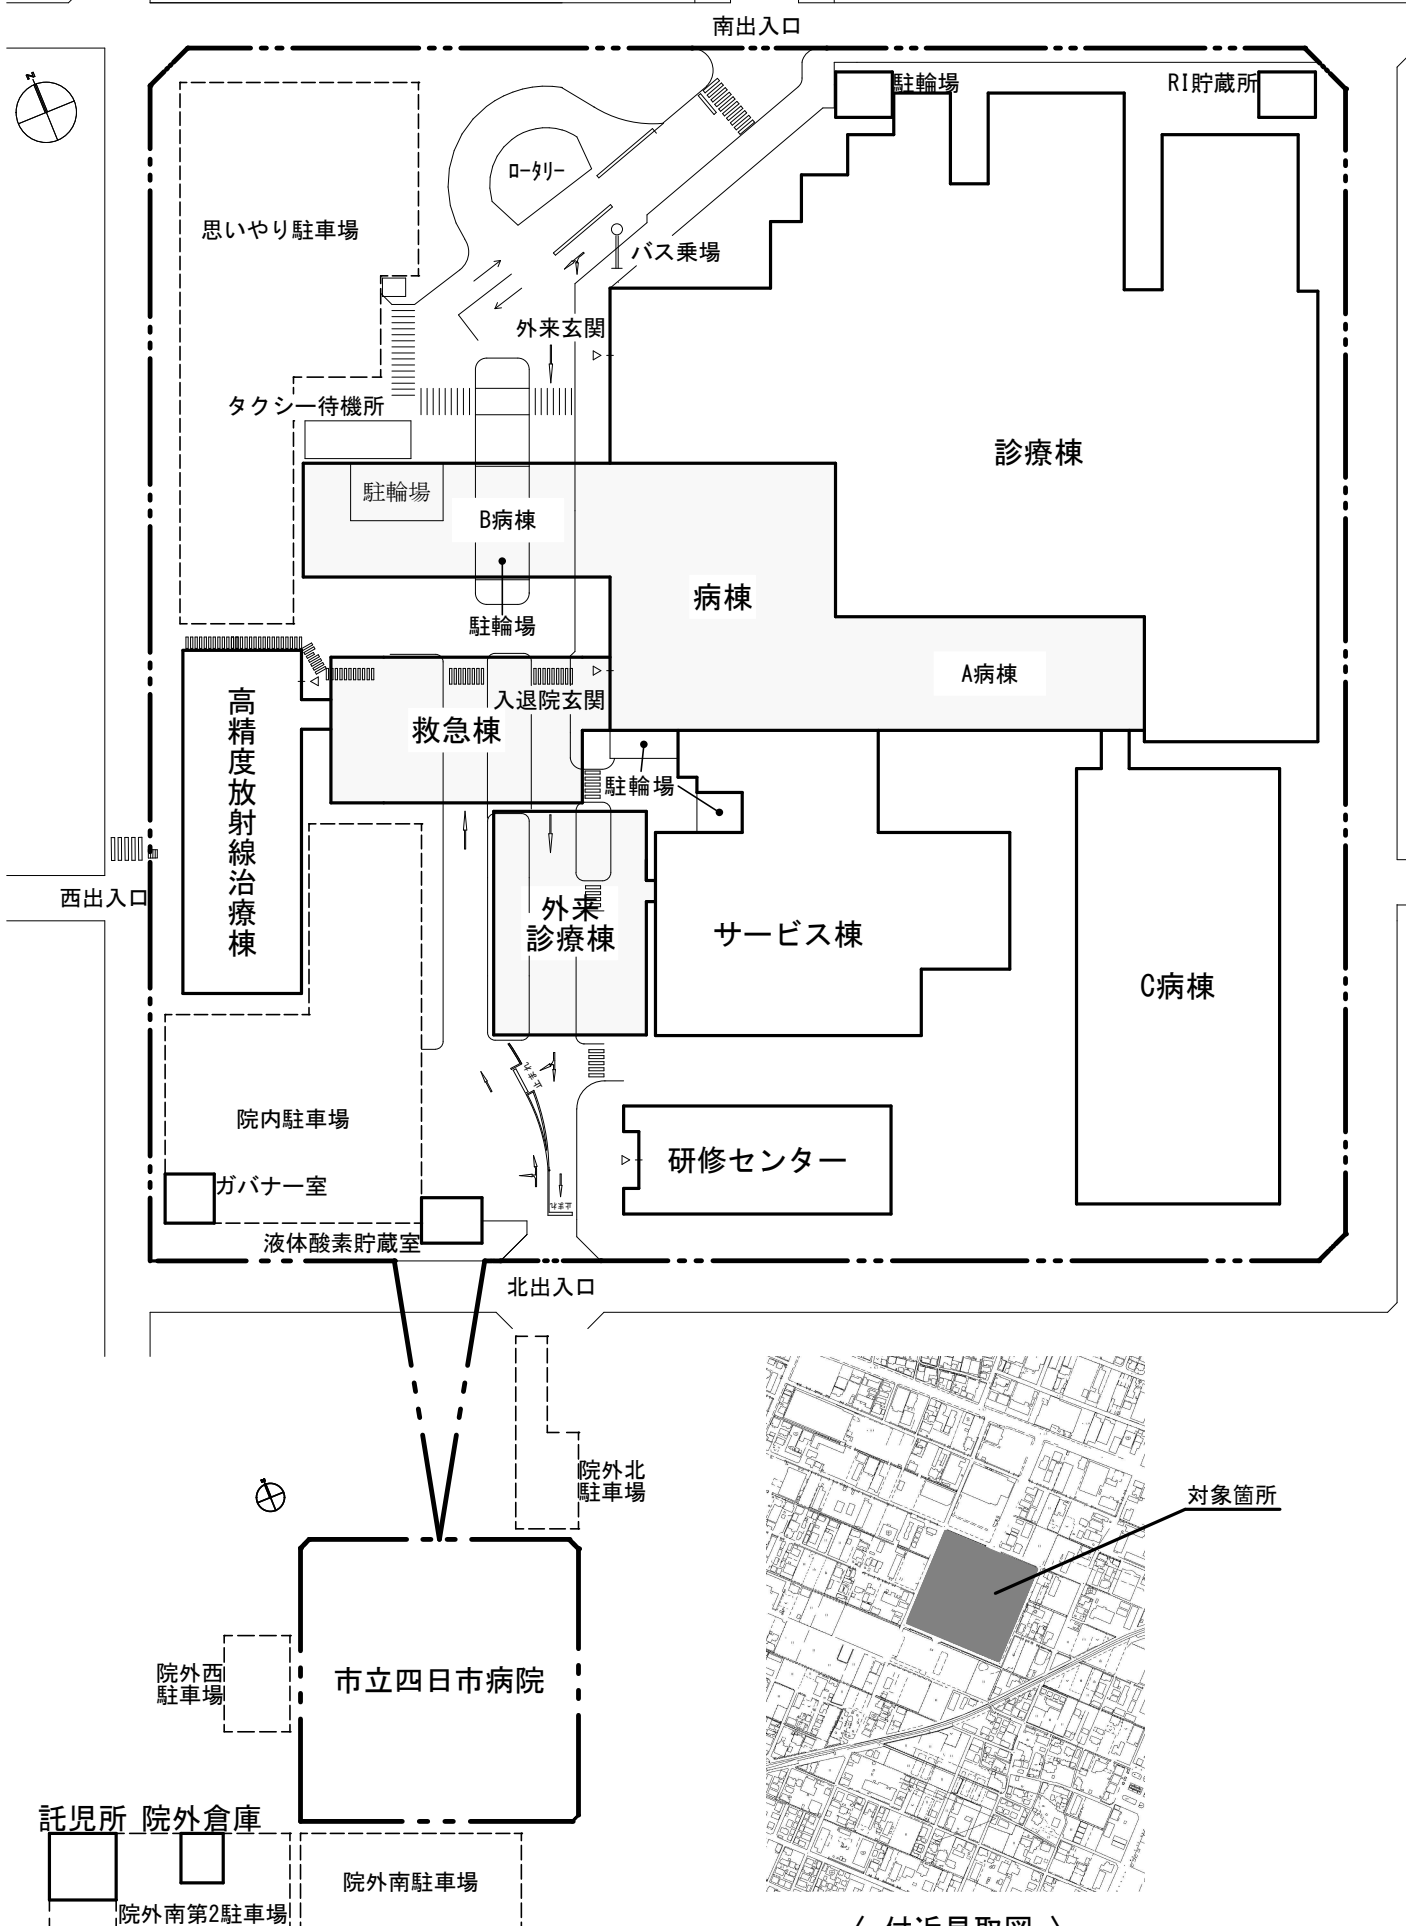 南出入口
N
駐輪場
RI貯蔵所
ロータリー
思いやり駐車場
バス乗場
外来玄関
タクシー待機所
診療棟
駐輪場
B病棟
病棟
駐輪場
A病棟
入退院玄関
高精度放射線治療棟
救急棟
駐輪場
西出入口
外来
診療棟
サービス棟
C病棟
止まれ
院内駐車場
研修センター
ガバナー室
止まれ
液体酸素貯蔵室
北出入口
院外北
駐車場
N
対象箇所
院外西
駐車場
市立四日市病院
託児所 院外倉庫
院外南駐車場
院外南第2駐車場